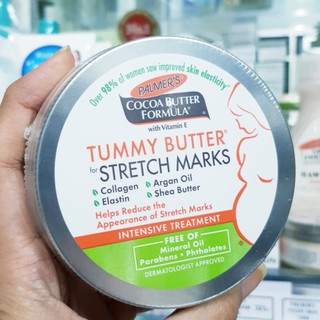 Over 98% of women saw improved skin elasticity*
PALMER'S
COCOA BUTTER
FORMULA®
with Vitamin E
TUMMY BUTTER®
for STRETCH MARKS
Collagen Argan Oil
Elastin Shea Butter
Helps Reduce the
Appearance of Stretch Marks
INTENSIVE TREATMENT
FREE OF
Mineral Oil
Parabens • Phthalates
DERMATOLOGIST APPROVED